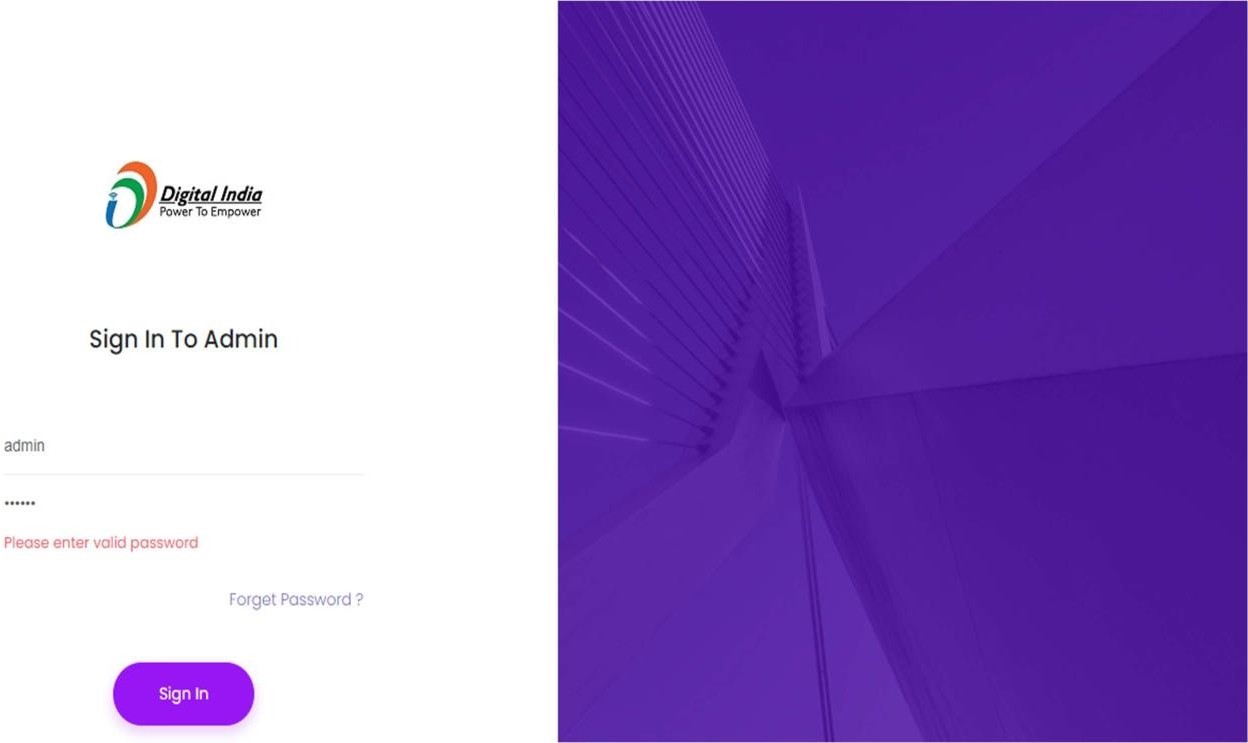 Digital India
Power To Empower
Sign In To Admin
admin
••••••
Please enter valid password
Forget Password ?
Sign In